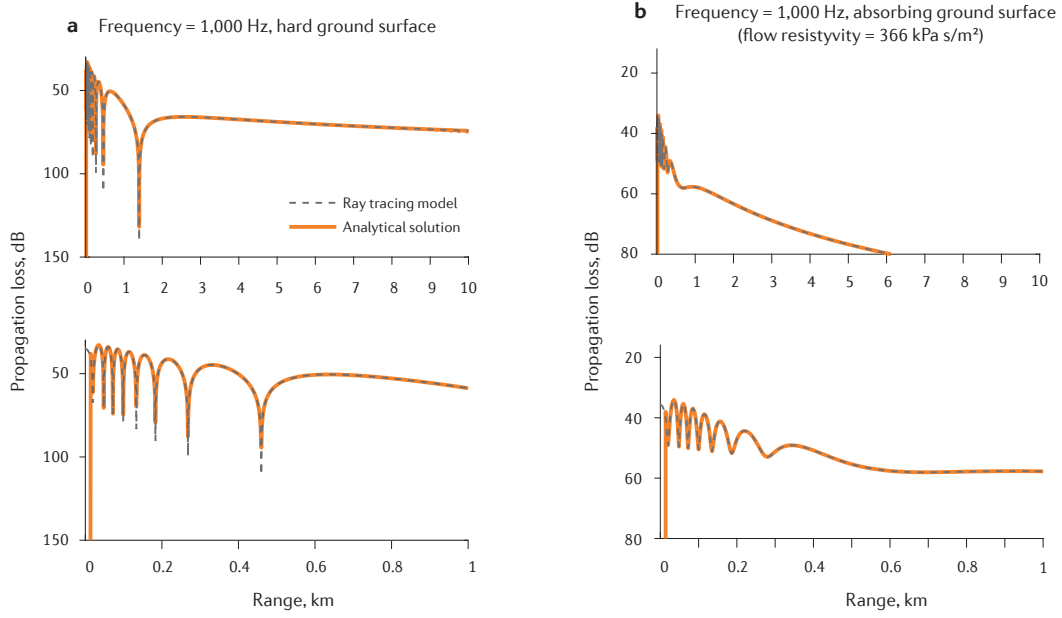 a Frequency = 1,000 Hz, hard ground surface
50
100
150
0 1 2 3 4 5 6 7 8 9 10
Ray tracing model
Analytical solution
50
100
150
0 0.2 0.4 0.6 0.8 1
Propagation loss, dB
Range, km
b Frequency = 1,000 Hz, absorbing ground surface
(flow resistyvity = 366 kPa s/m²)
20
40
60
80
0 1 2 3 4 5 6 7 8 9 10
20
40
60
80
0 0.2 0.4 0.6 0.8 1
Propagation loss, dB
Range, km